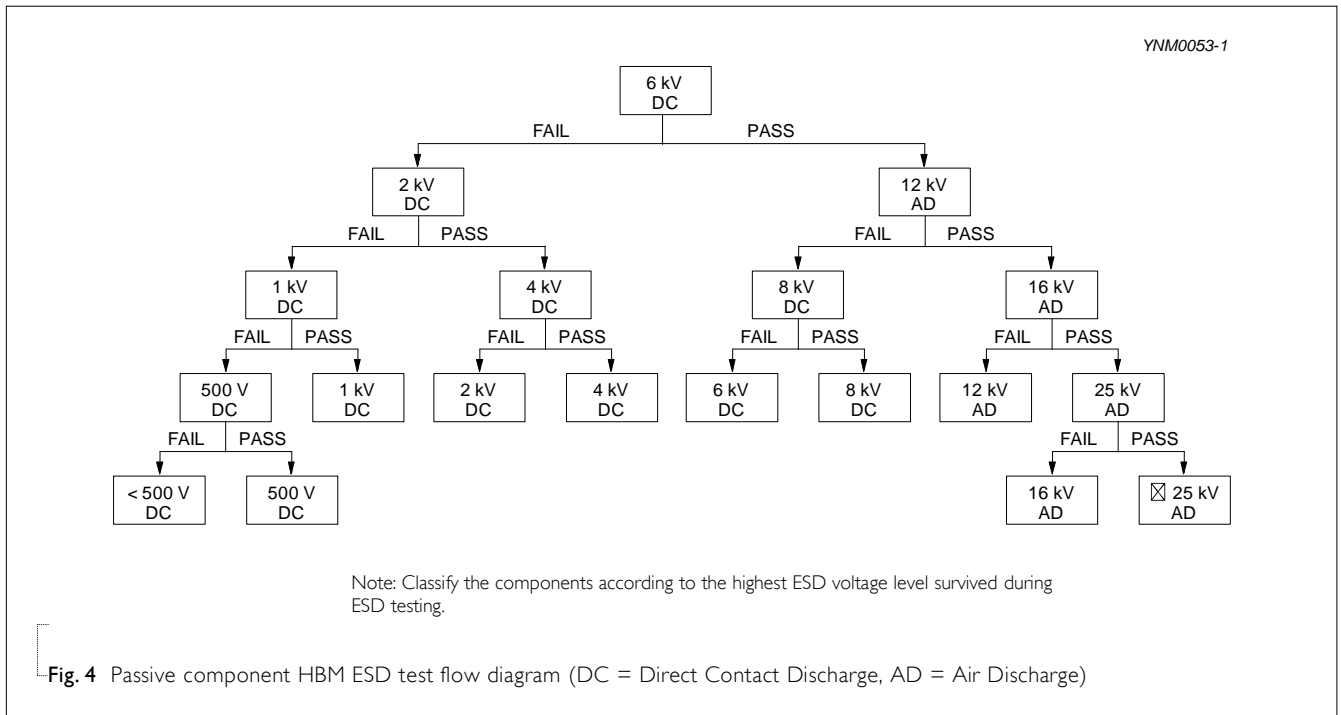 YNM0053-1
6 kV
DC
FAIL PASS
2 kV
DC
12 kV
AD
FAIL PASS
FAIL PASS
1 kV
DC
4 kV
DC
8 kV
DC
16 kV
AD
FAIL PASS
FAIL PASS
FAIL PASS
FAIL PASS
500 V
DC
1 kV
DC
2 kV
DC
4 kV
DC
6 kV
DC
8 kV
DC
12 kV
AD
25 kV
AD
FAIL PASS
FAIL PASS
< 500 V
DC
500 V
DC
16 kV
AD
☒ 25 kV
AD
Note: Classify the components according to the highest ESD voltage level survived during
ESD testing.
Fig. 4 Passive component HBM ESD test flow diagram (DC = Direct Contact Discharge, AD = Air Discharge)